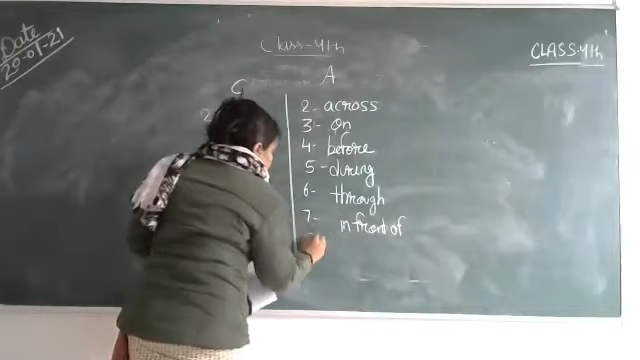 Date
20-01-21
Class-4th
CLASS-4th
C
A
2
2- across
3- On
4- before
5- during
6- through
7- in front of